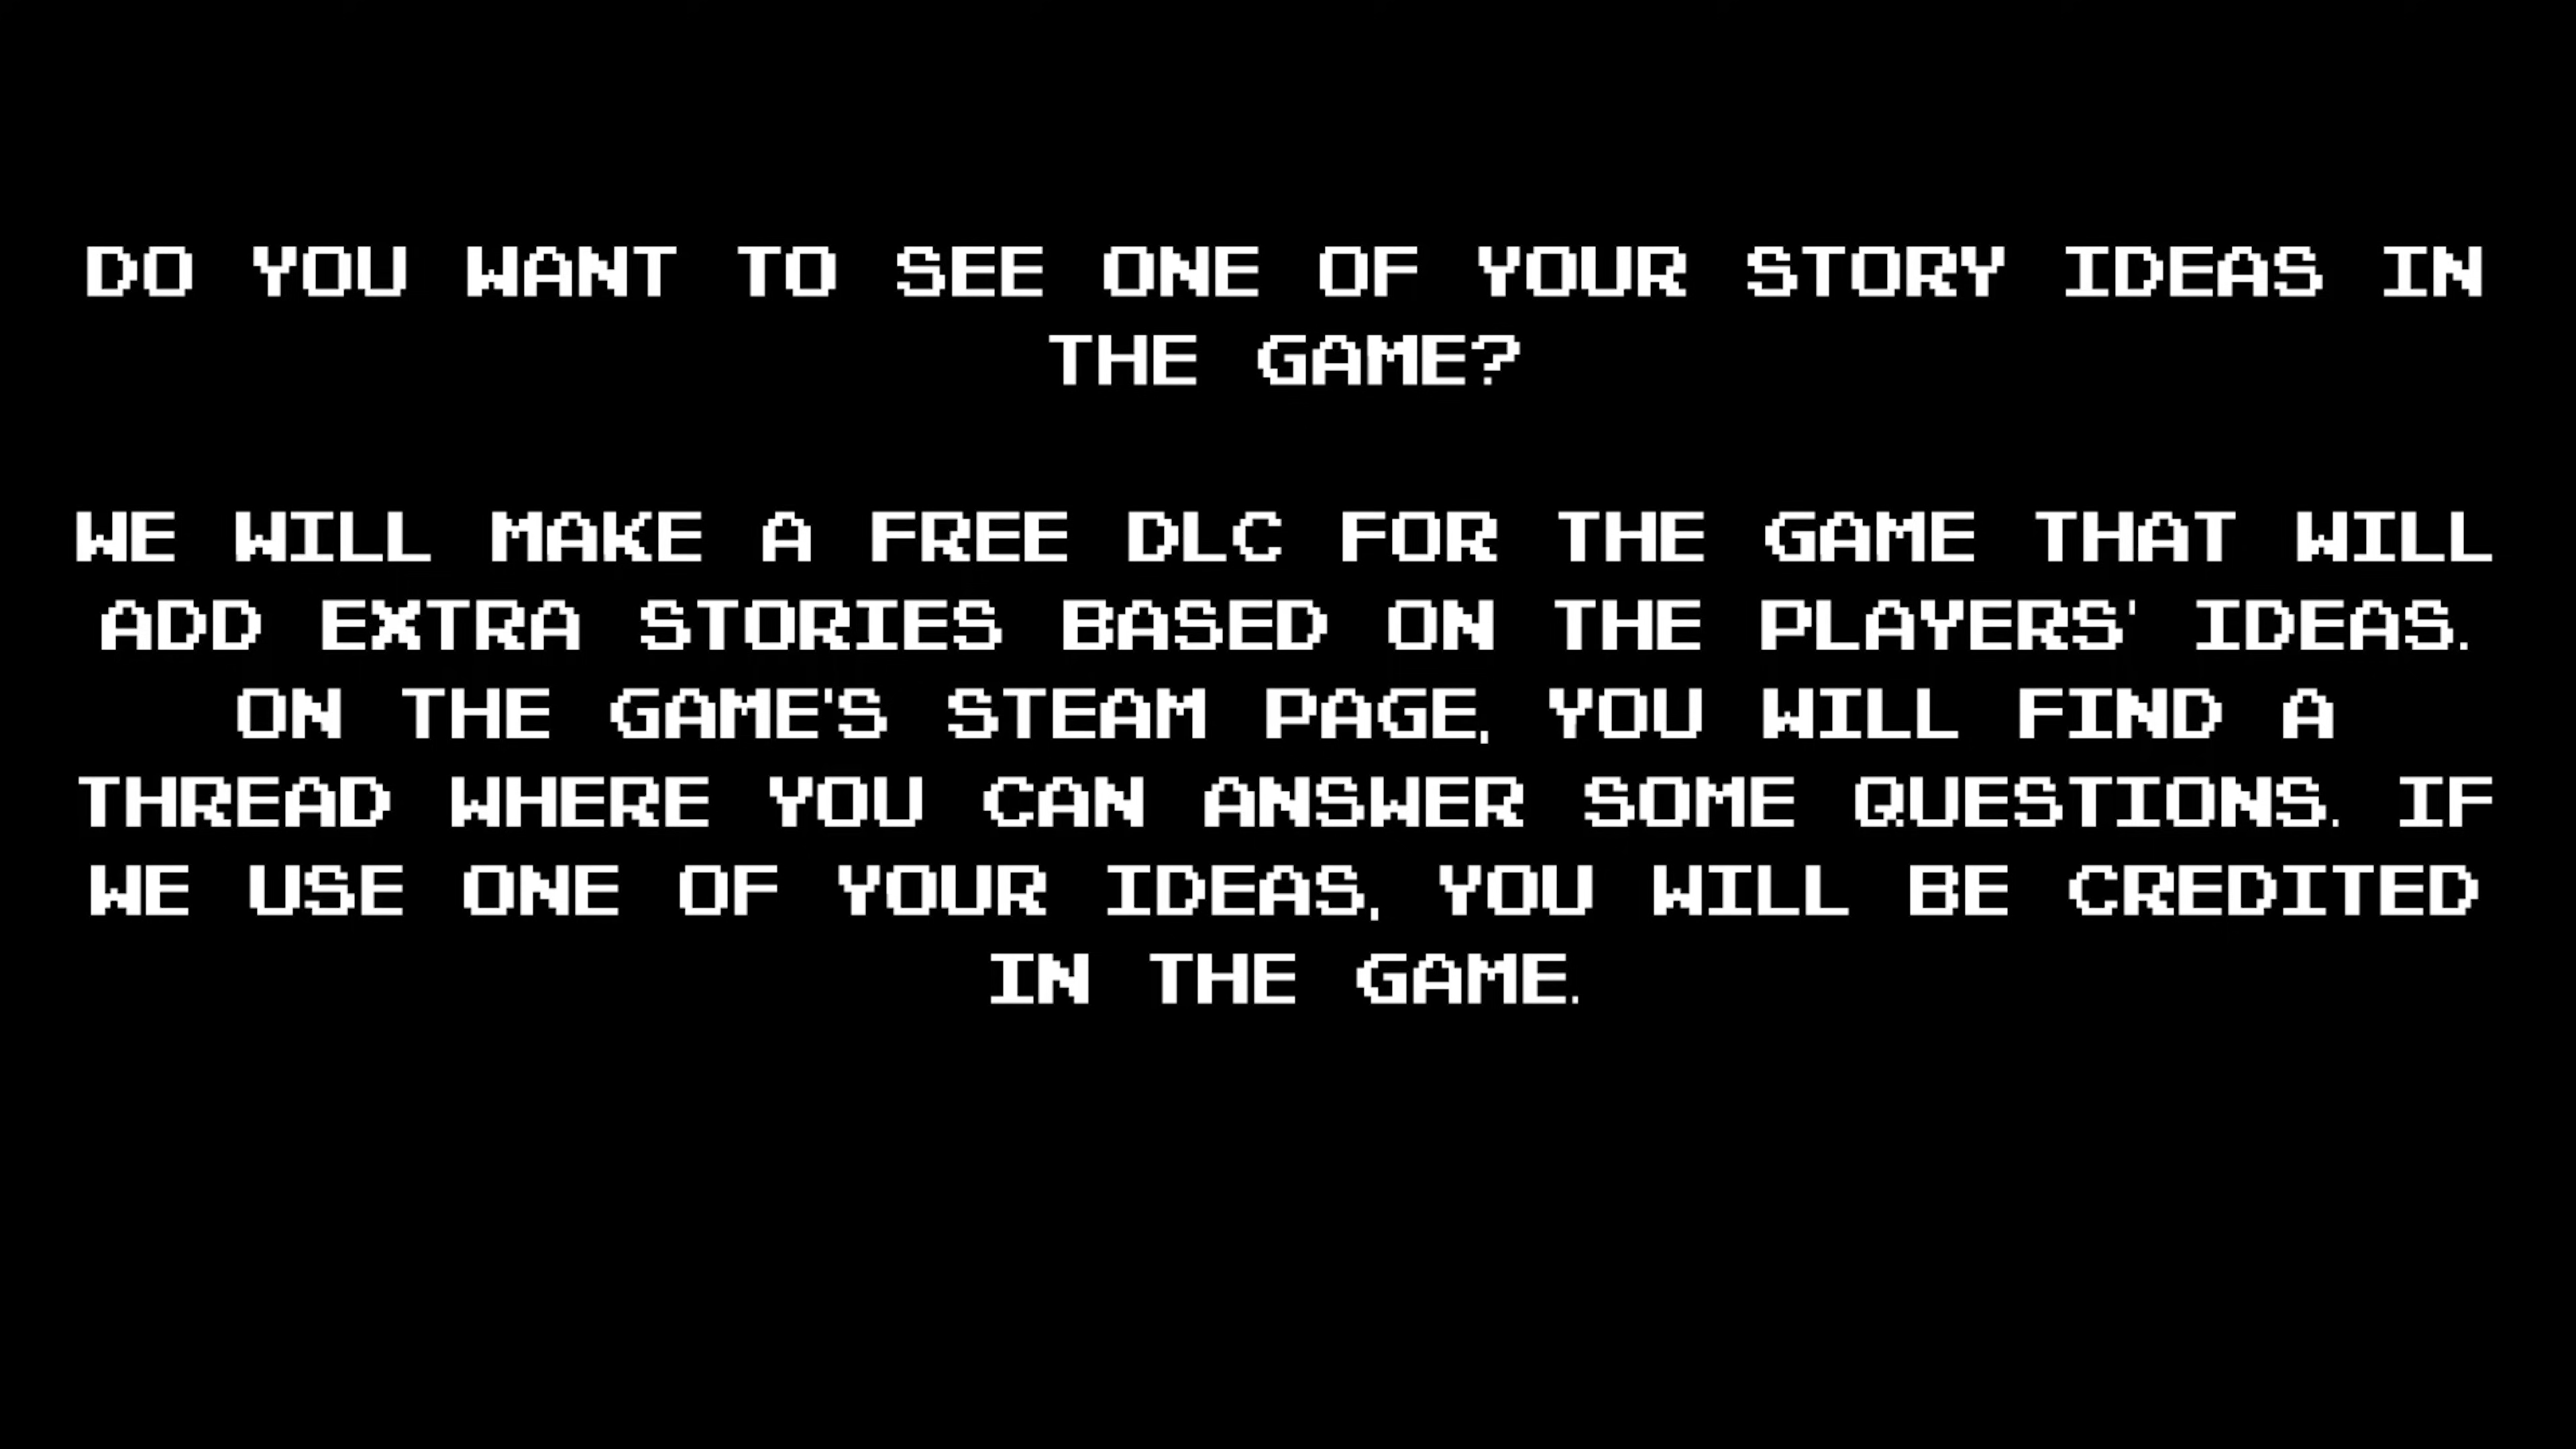 DO YOU WANT TO SEE ONE OF YOUR STORY IDEAS IN
THE GAME?
WE WILL MAKE A FREE DLC FOR THE GAME THAT WILL
ADD EXTRA STORIES BASED ON THE PLAYERS' IDEAS.
ON THE GAME'S STEAM PAGE, YOU WILL FIND A
THREAD WHERE YOU CAN ANSWER SOME QUESTIONS. IF
WE USE ONE OF YOUR IDEAS, YOU WILL BE CREDITED
IN THE GAME.